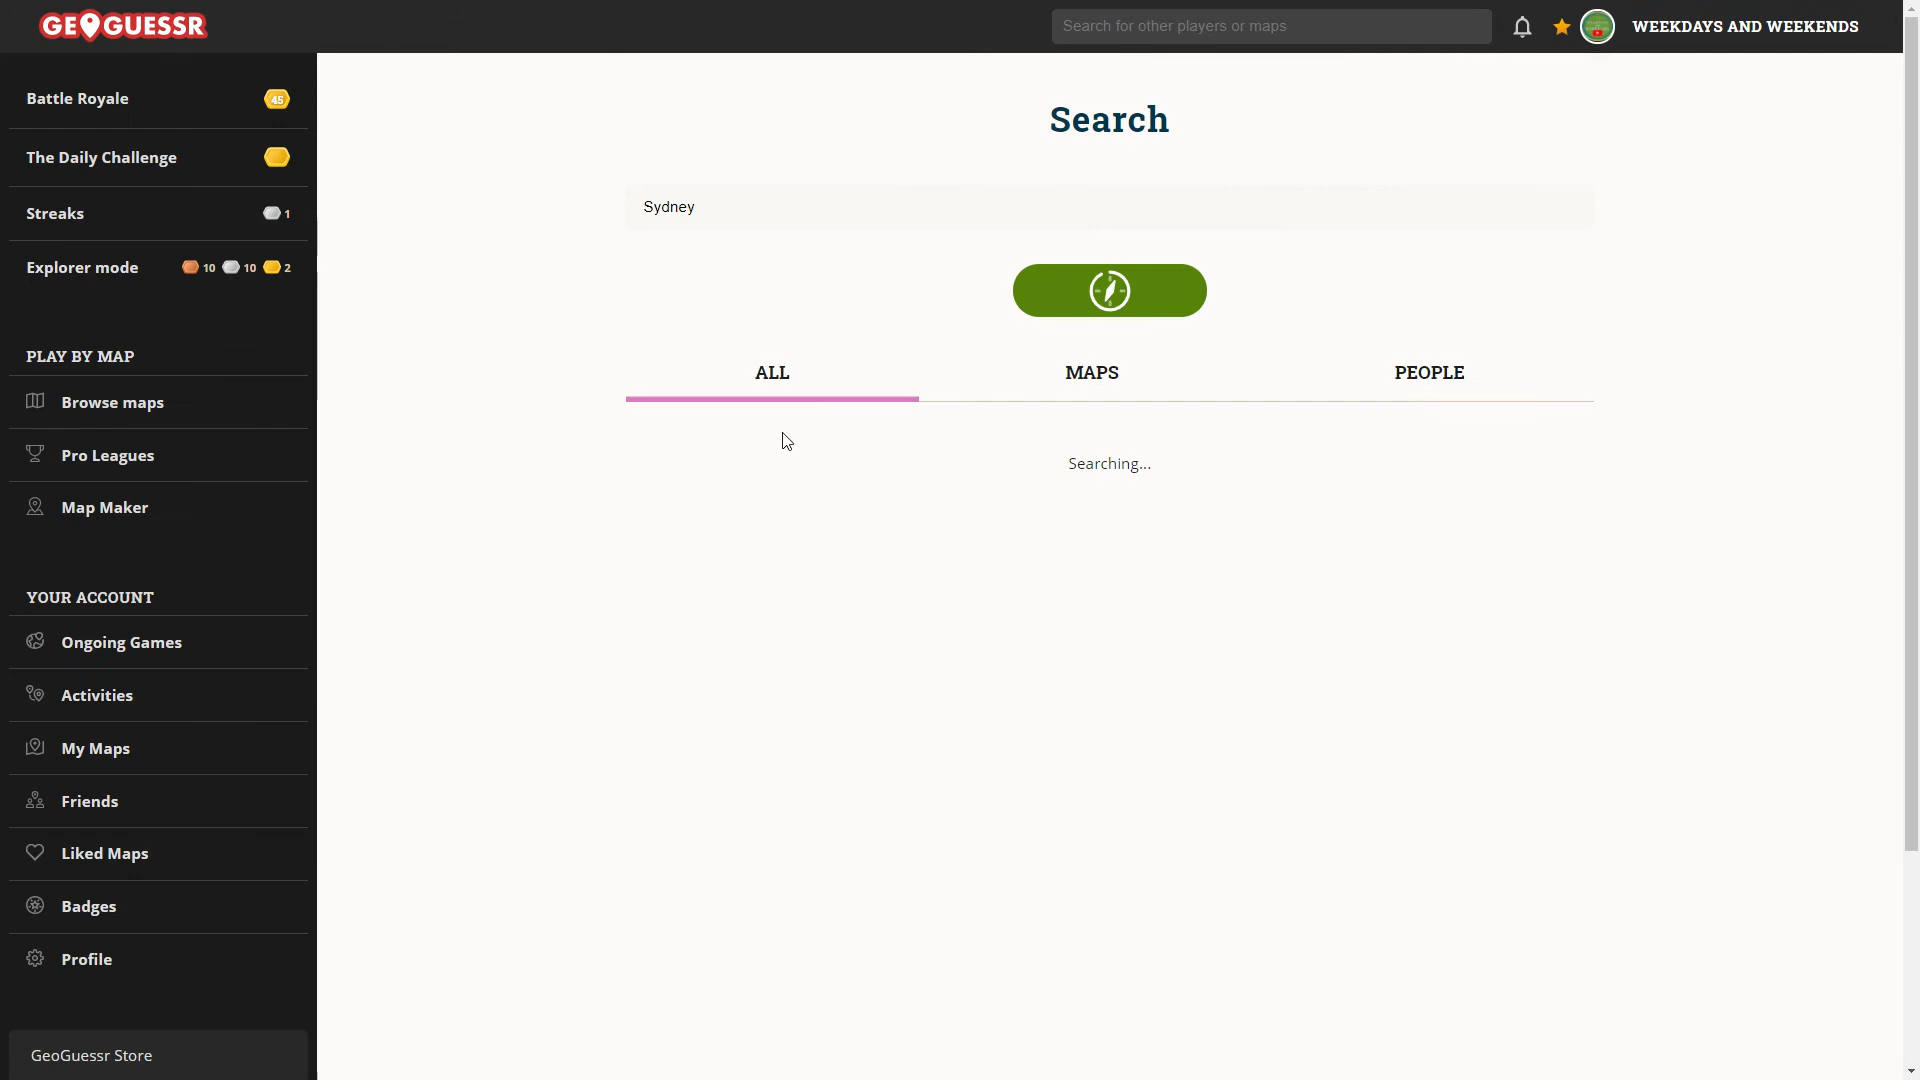 GEOGUESSR
Search for other players or maps
WEEKDAYS AND WEEKENDS
Battle Royale 45
The Daily Challenge
Streaks 1
Explorer mode 10 10 2
PLAY BY MAP
Browse maps
Pro Leagues
Map Maker
YOUR ACCOUNT
Ongoing Games
Activities
My Maps
Friends
Liked Maps
Badges
Profile
GeoGuessr Store
Search
Sydney
ALL MAPS PEOPLE
Searching...